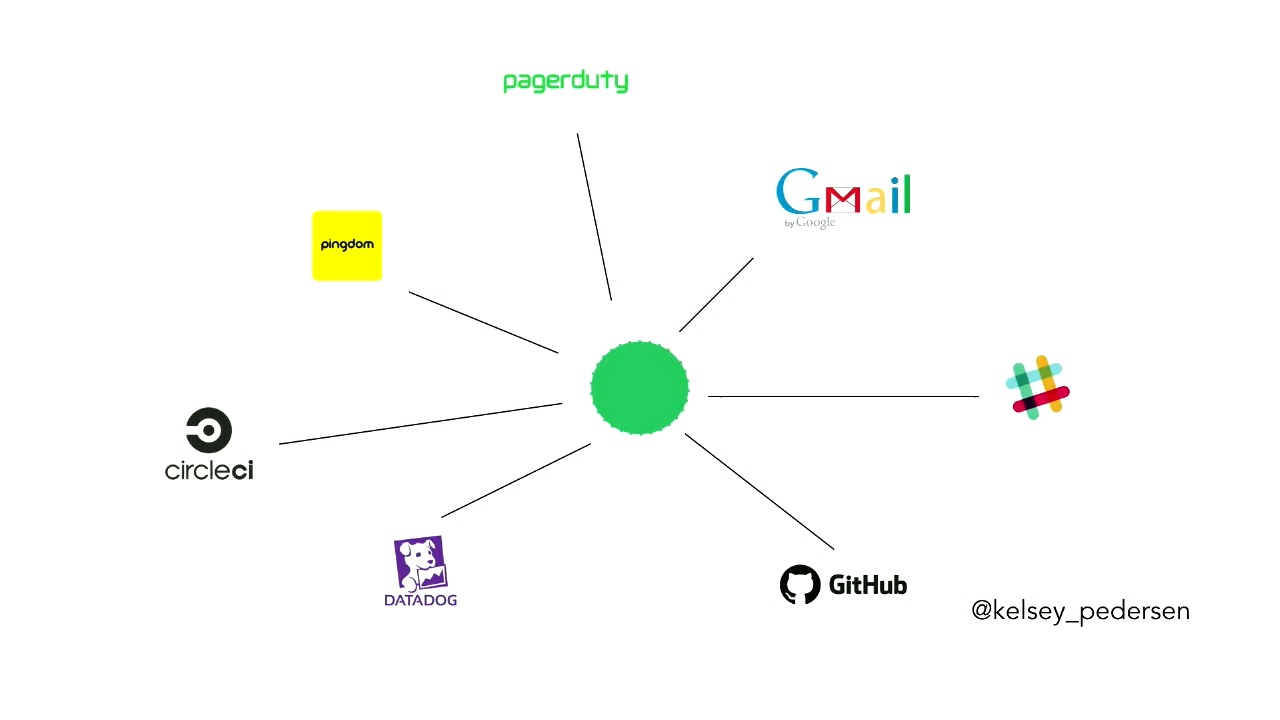 pagerduty
Gmail
by Google
pingdom
circleci
DATADOG
GitHub
@kelsey_pedersen